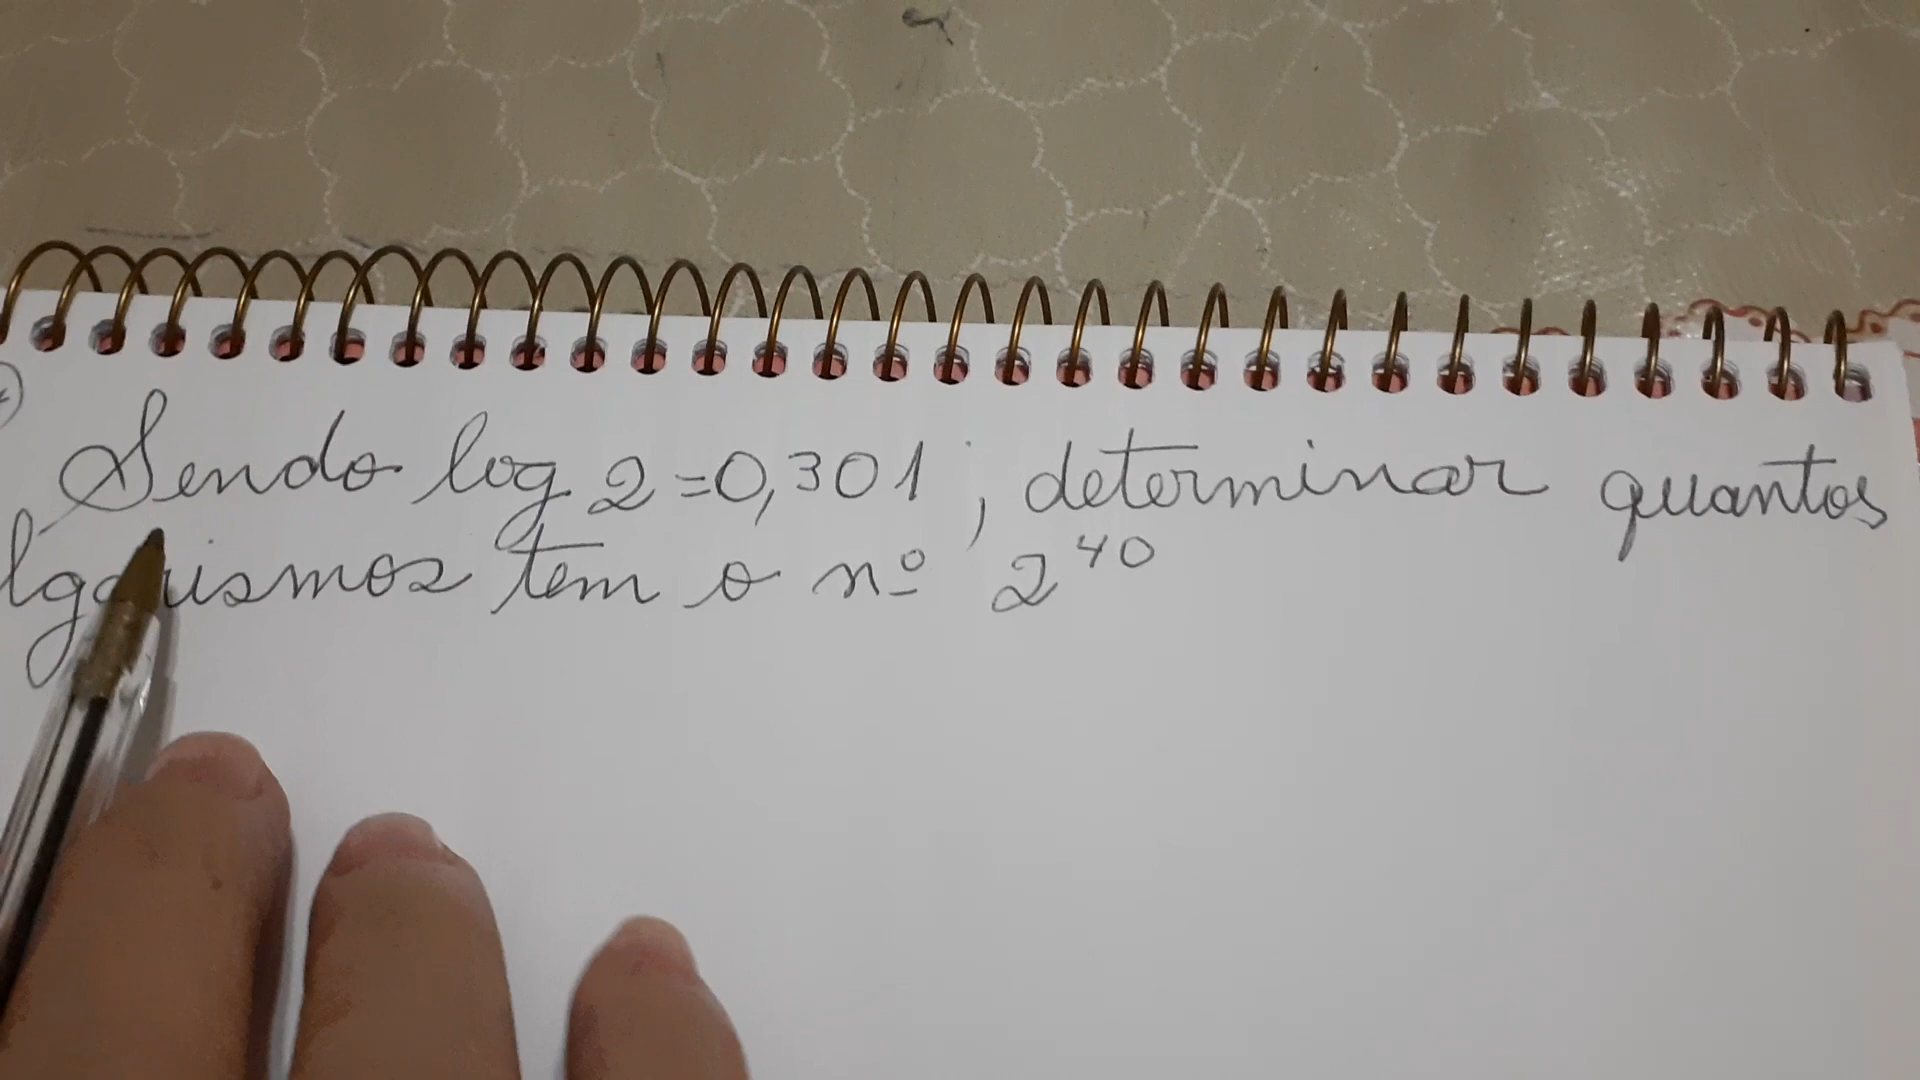 Sendo log 2=0,301, determinar quantos
lgarismos tem o nº 2⁴⁰